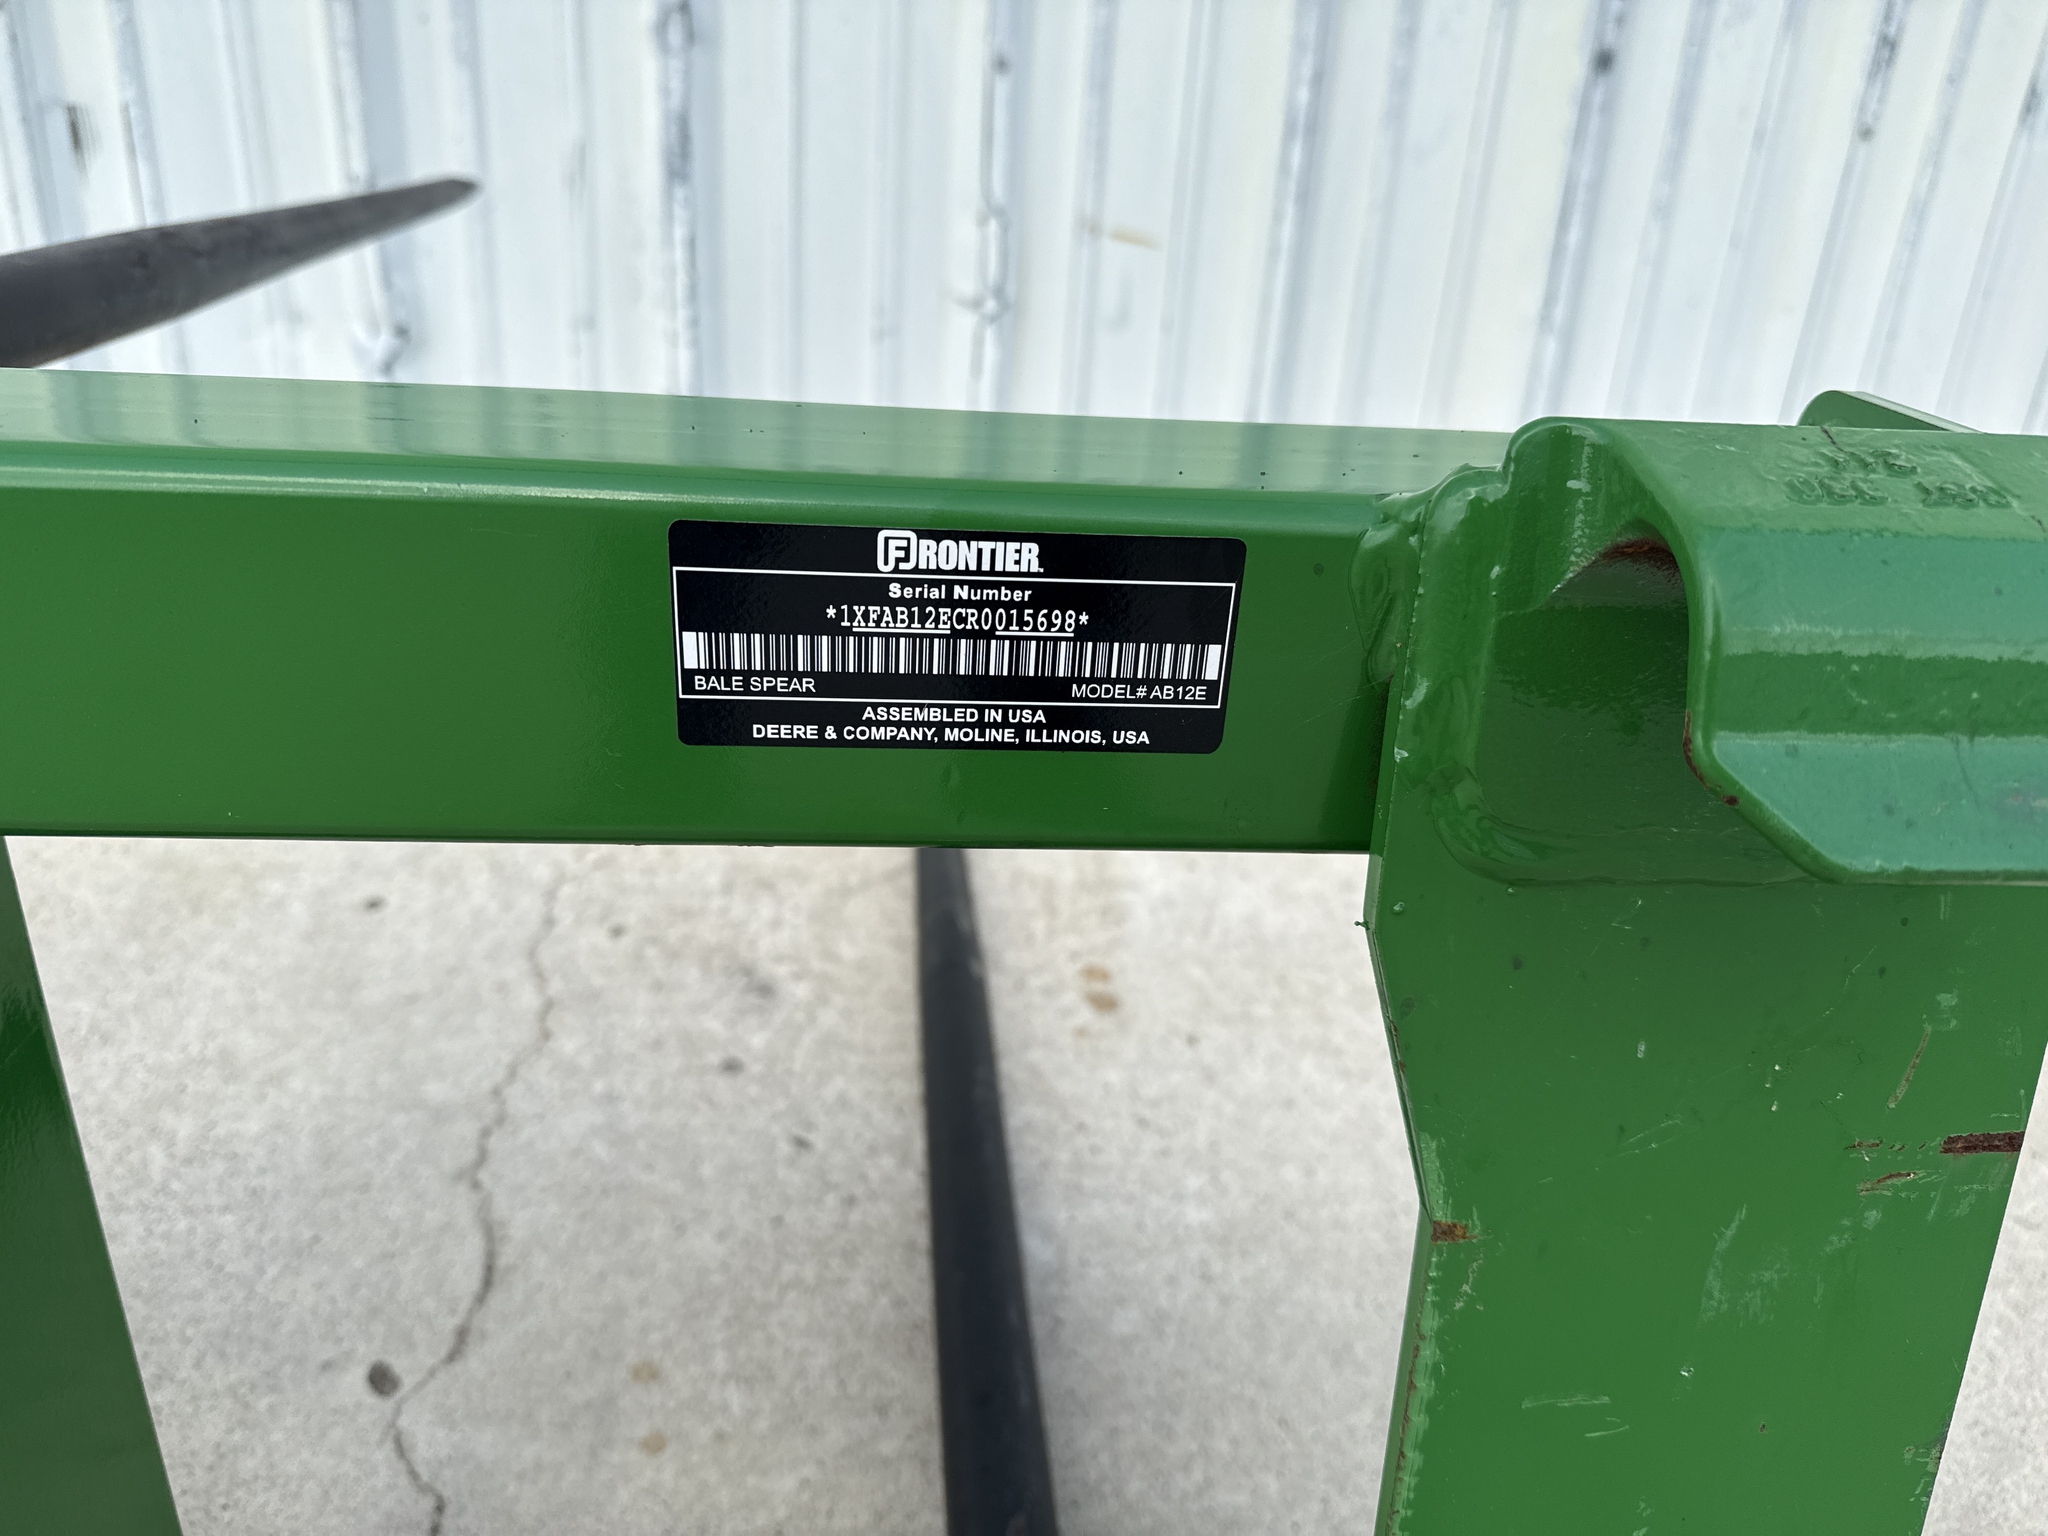 FRONTIER
Serial Number
*1XFAB12ECR0015698*
BALE SPEAR MODEL# AB12E
ASSEMBLED IN USA
DEERE & COMPANY, MOLINE, ILLINOIS, USA